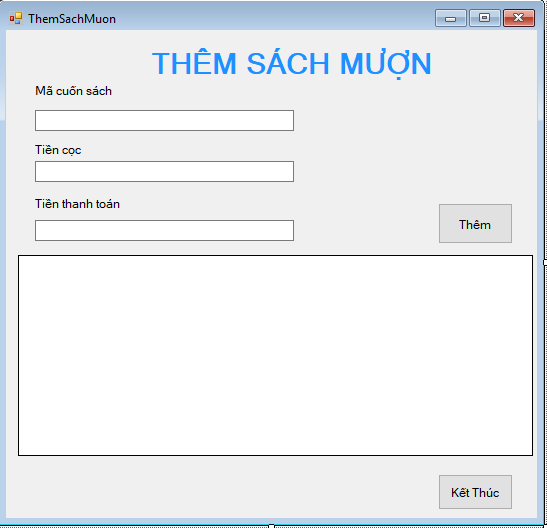 ThemSachMuon
THÊM SÁCH MƯỢN
Mã cuốn sách
Tiền cọc
Tiền thanh toán
Thêm
Kết Thúc